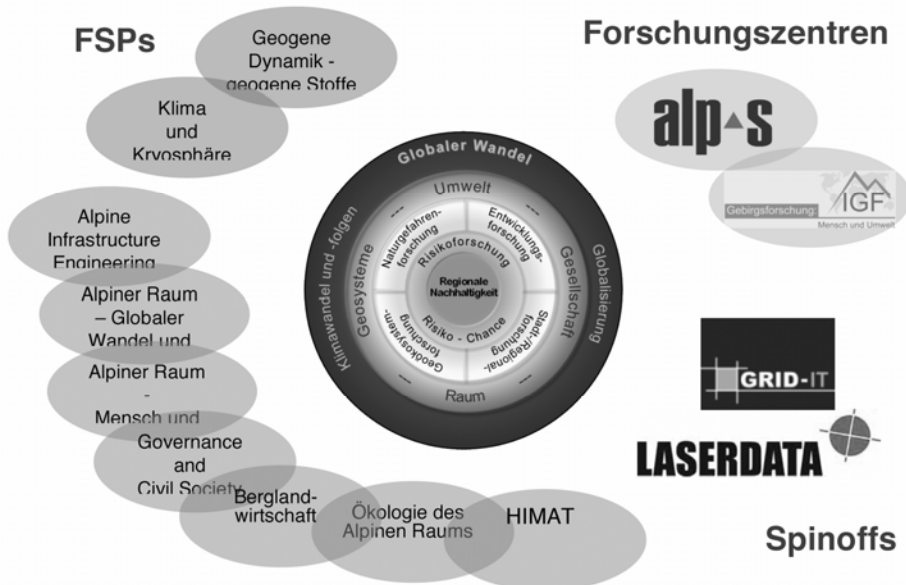 FSPs
Geogene
Dynamik -
geogene Stoffe
Klima
und
Kryosphäre
Alpine
Infrastructure
Engineering
Alpiner Raum
– Globaler
Wandel und
Alpiner Raum
-
Mensch und
Governance
and
Civil Society
Bergland-
wirtschaft
Ökologie des
Alpinen Raums
HIMAT
Globaler Wandel
Klimawandel und -folgen
Globalisierung
Umwelt
Geosysteme
Gesellschaft
Raum
---
---
---
---
Naturgefahren-
forschung
Entwicklungs-
forschung
Geoökosystem-
forschung
Stadt-/Regional-
forschung
Risikoforschung
Risiko - Chance
Regionale
Nachhaltigkeit
Forschungszentren
alp▲s
IGF
Gebirgsforschung:
Mensch und Umwelt
GRID-IT
LASERDATA
Spinoffs